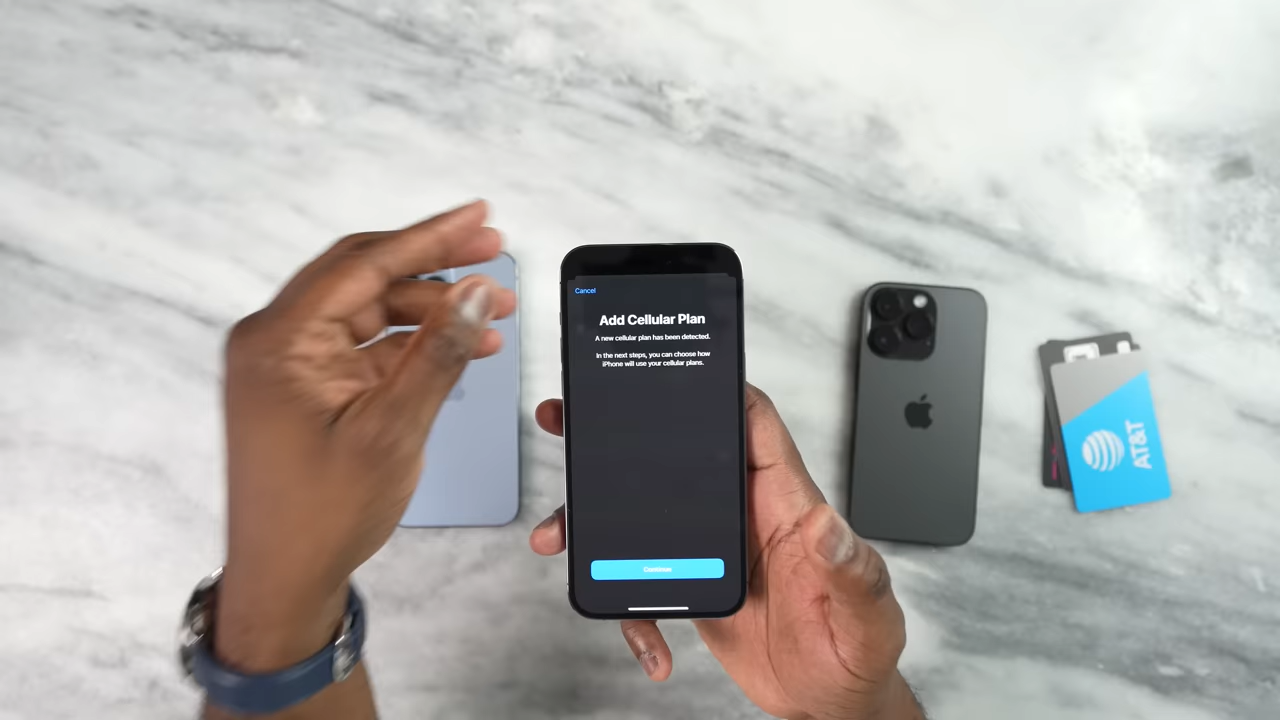 Cancel
Add Cellular Plan
A new cellular plan has been detected.
In the next steps, you can choose how
iPhone will use your cellular plans.
Continue
AT&T